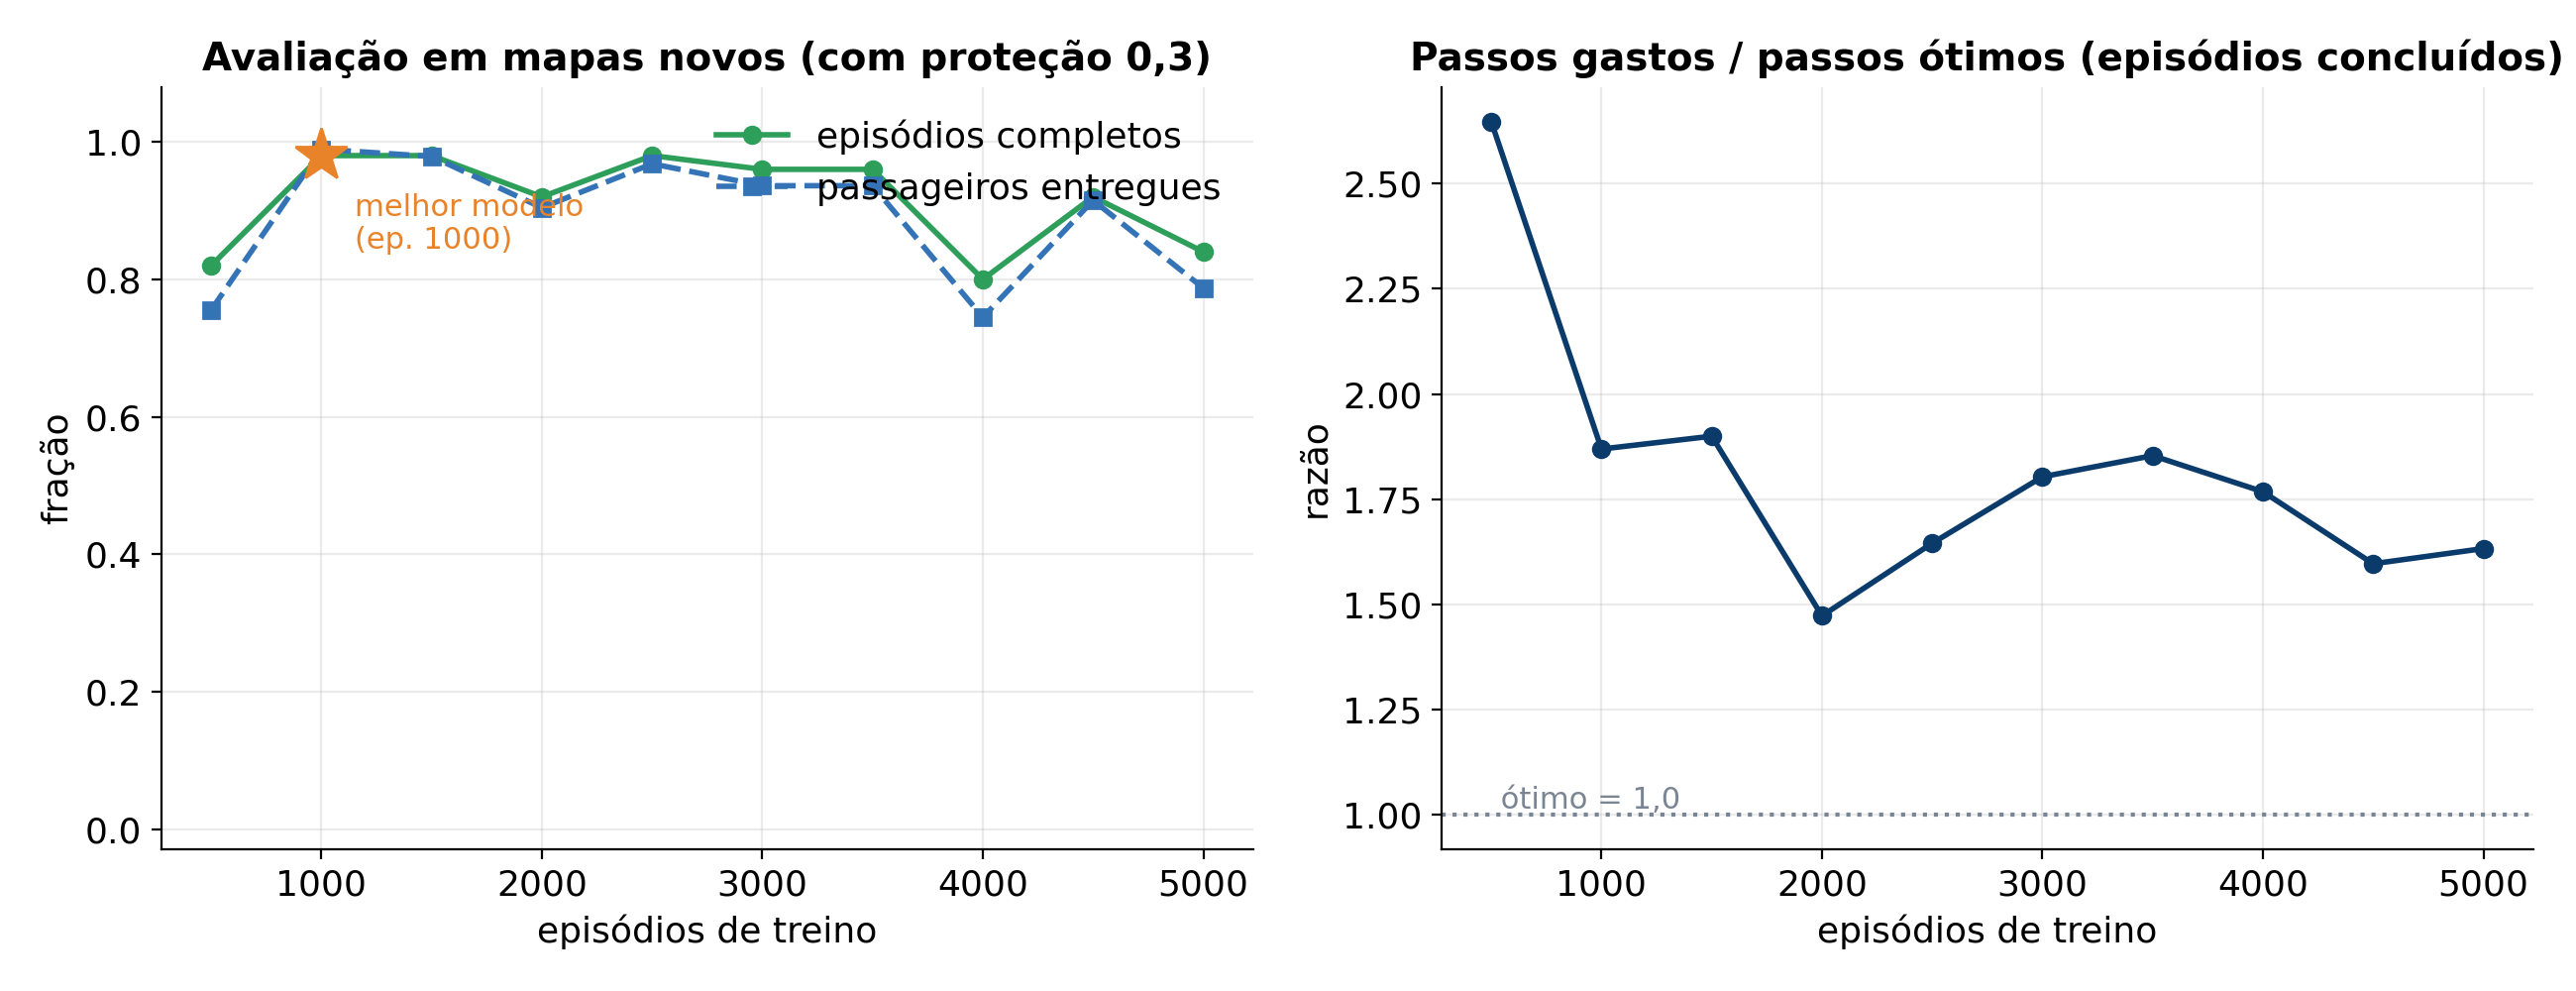 Avaliação em mapas novos (com proteção 0,3)
episódios completos
passageiros entregues
melhor modelo
(ep. 1000)
fração
1.0
0.8
0.6
0.4
0.2
0.0
1000 2000 3000 4000 5000
episódios de treino
Passos gastos / passos ótimos (episódios concluídos)
razão
2.50
2.25
2.00
1.75
1.50
1.25
1.00
ótimo = 1,0
1000 2000 3000 4000 5000
episódios de treino